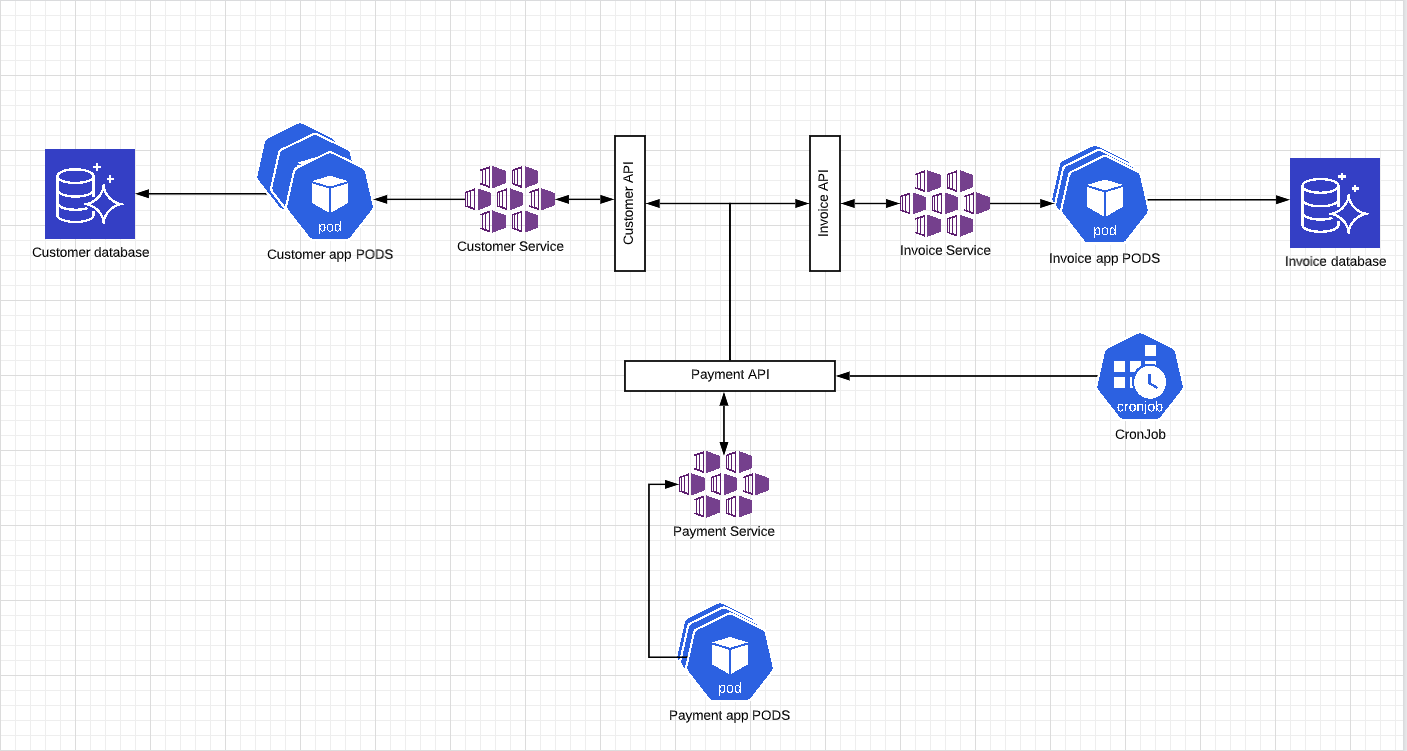 Customer database
pod
Customer app PODS
Customer Service
Customer API
Invoice API
Invoice Service
pod
Invoice app PODS
Invoice database
Payment API
cronjob
CronJob
Payment Service
pod
Payment app PODS